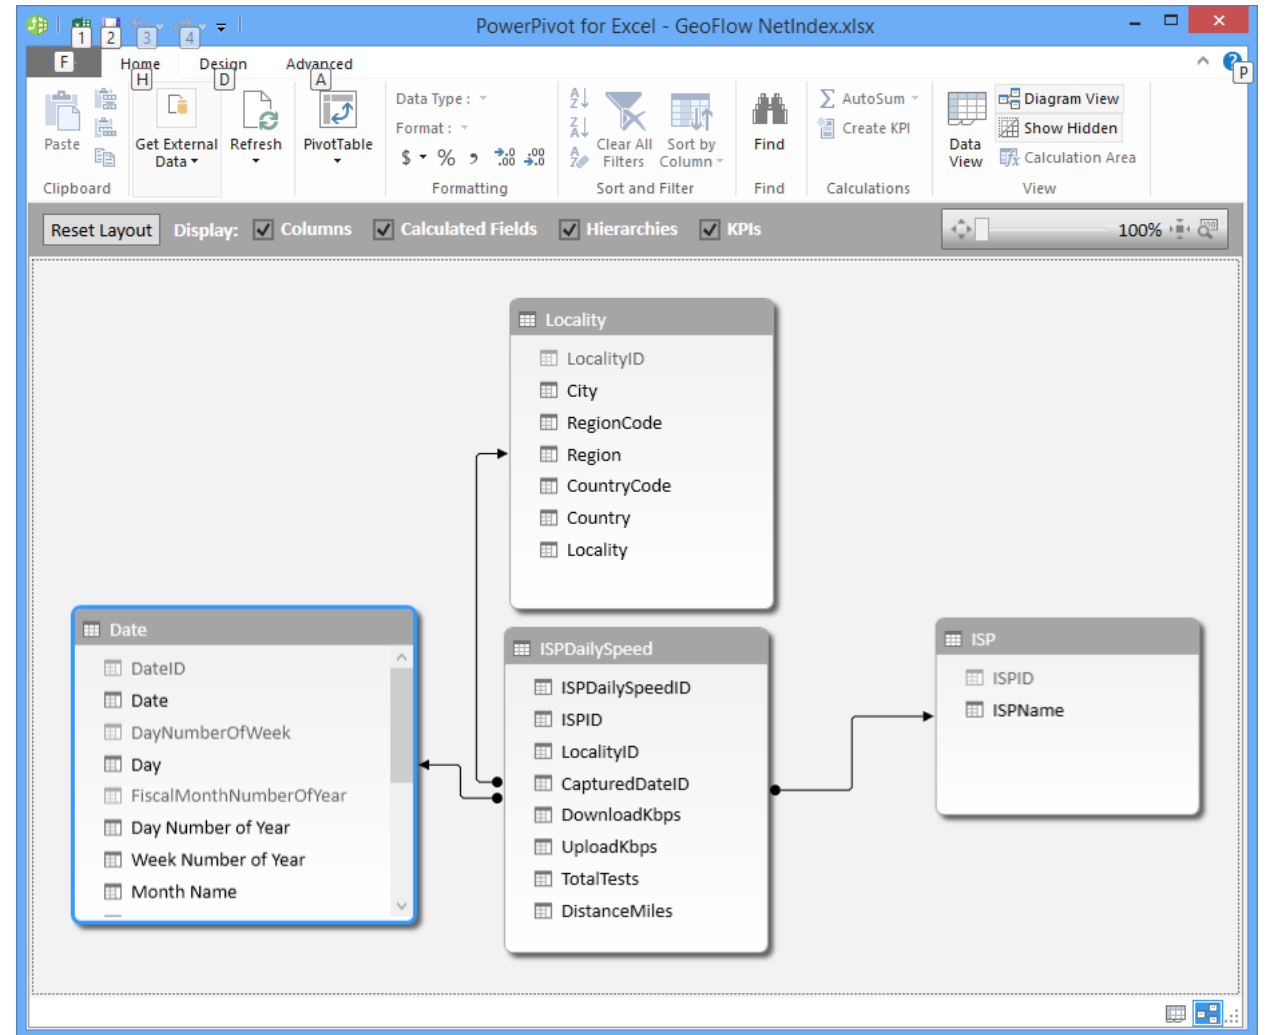 PowerPivot for Excel - GeoFlow NetIndex.xlsx
1 2 3 4
F Home Design Advanced
H D A P
Paste
Clipboard
Get External Data
Refresh
PivotTable
Data Type :
Format :
$ % , .00 .00
Formatting
Clear All Filters
Sort by Column
Sort and Filter
Find
Find
AutoSum
Create KPI
Calculations
Data View
Diagram View
Show Hidden
Calculation Area
View
Reset Layout Display: Columns Calculated Fields Hierarchies KPIs 100%
Locality
LocalityID
City
RegionCode
Region
CountryCode
Country
Locality
Date
DateID
Date
DayNumberOfWeek
Day
FiscalMonthNumberOfYear
Day Number of Year
Week Number of Year
Month Name
ISPDailySpeed
ISPDailySpeedID
ISPID
LocalityID
CapturedDateID
DownloadKbps
UploadKbps
TotalTests
DistanceMiles
ISP
ISPID
ISPName